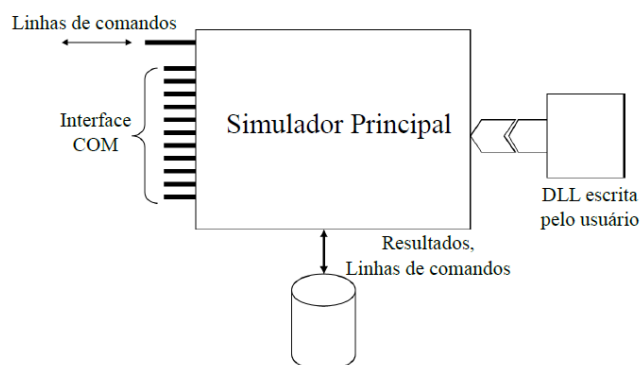 Linhas de comandos
Interface
COM
Simulador Principal
DLL escrita
pelo usuário
Resultados,
Linhas de comandos